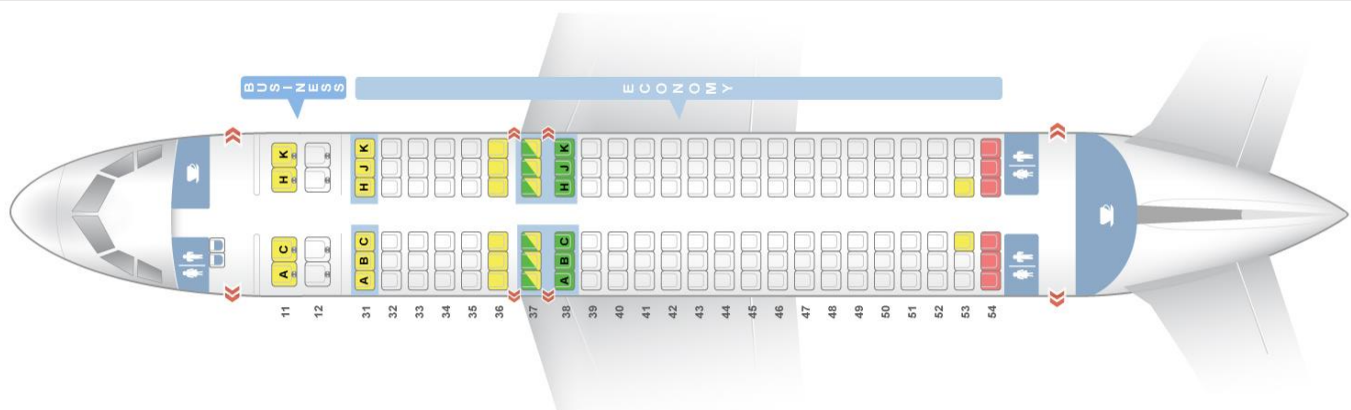 BUSINESS
ECONOMY
K K K
H J J
H H
C C C
A B B
A A
11 12 31 32 33 34 35 36 37 38 39 40 41 42 43 44 45 46 47 48 49 50 51 52 53 54